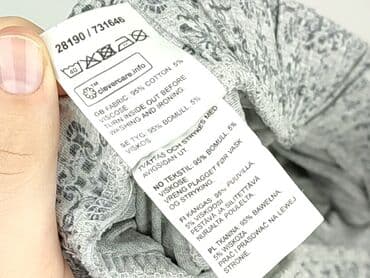 28190 / 731646
40
clevercare.info
GB FABRIC: 95% COTTON, 5%
VISCOSE
TURN INSIDE OUT BEFORE
WASHING AND IRONING
SE TYG: 95% BOMULL, 5%
VISKOS
TVÄTTAS OCH STRYKES MED
AVIGSIDAN UT
NO TEKSTIL: 95% BOMULL, 5%
VISKOSE
VRENG PLAGGET FØR VASK
OG STRYKING.
FI KANGAS: 95% PUUVILLA,
5% VISKOOSI
PESTÄVÄ JA SILITETTÄVÄ
NURJALTA PUOLELTA.
PL TKANINA: 95% BAWEŁNA,
5% WISKOZA
PRAĆ I PRASOWAĆ NA LEWEJ
STRONIE.